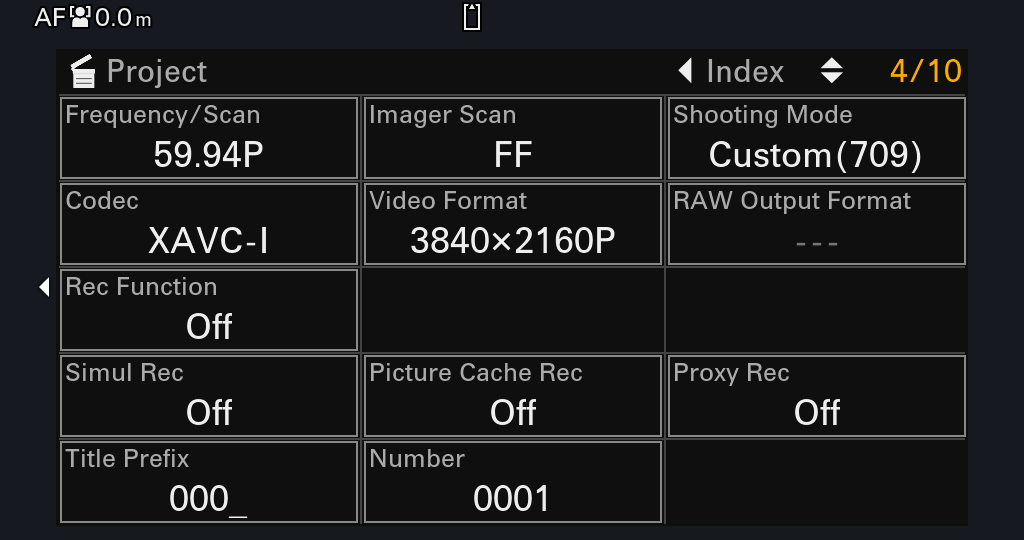 AF 0.0m
Project Index 4/10
Frequency/Scan Imager Scan Shooting Mode
59.94P FF Custom(709)
Codec Video Format RAW Output Format
XAVC-I 3840×2160P ---
Rec Function
Off
Simul Rec Picture Cache Rec Proxy Rec
Off Off Off
Title Prefix Number
000_ 0001